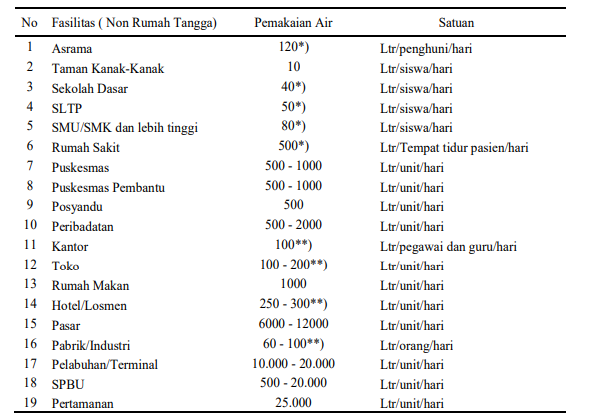 No Fasilitas ( Non Rumah Tangga) Pemakaian Air Satuan
1 Asrama 120*) Ltr/penghuni/hari
2 Taman Kanak-Kanak 10 Ltr/siswa/hari
3 Sekolah Dasar 40*) Ltr/siswa/hari
4 SLTP 50*) Ltr/siswa/hari
5 SMU/SMK dan lebih tinggi 80*) Ltr/siswa/hari
6 Rumah Sakit 500*) Ltr/Tempat tidur pasien/hari
7 Puskesmas 500 - 1000 Ltr/unit/hari
8 Puskesmas Pembantu 500 - 1000 Ltr/unit/hari
9 Posyandu 500 Ltr/unit/hari
10 Peribadatan 500 - 2000 Ltr/unit/hari
11 Kantor 100**) Ltr/pegawai dan guru/hari
12 Toko 100 - 200**) Ltr/unit/hari
13 Rumah Makan 1000 Ltr/unit/hari
14 Hotel/Losmen 250 - 300**) Ltr/unit/hari
15 Pasar 6000 - 12000 Ltr/unit/hari
16 Pabrik/Industri 60 - 100**) Ltr/orang/hari
17 Pelabuhan/Terminal 10.000 - 20.000 Ltr/unit/hari
18 SPBU 500 - 20.000 Ltr/unit/hari
19 Pertamanan 25.000 Ltr/unit/hari